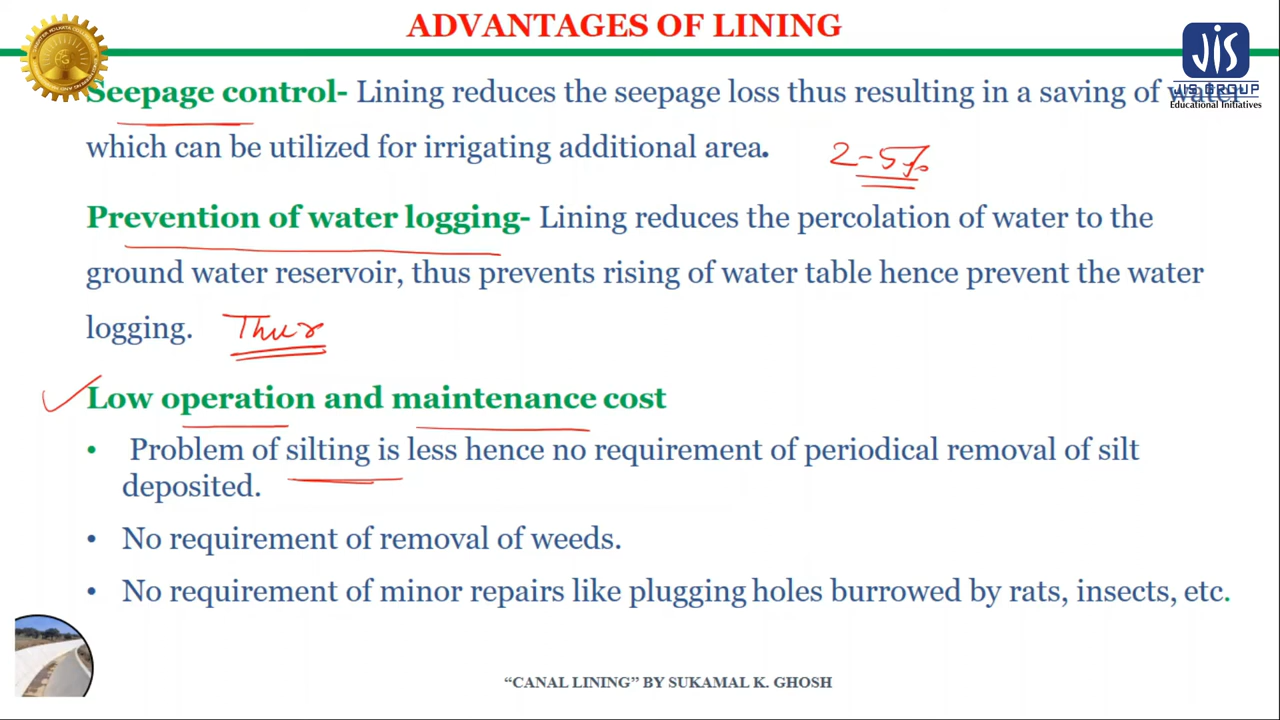 ADVANTAGES OF LINING
JIS
JIS GROUP
Educational Initiatives
Seepage control- Lining reduces the seepage loss thus resulting in a saving of water
which can be utilized for irrigating additional area.
2-5%
Prevention of water logging- Lining reduces the percolation of water to the
ground water reservoir, thus prevents rising of water table hence prevent the water
logging.
Thur
Low operation and maintenance cost
• Problem of silting is less hence no requirement of periodical removal of silt
deposited.
• No requirement of removal of weeds.
• No requirement of minor repairs like plugging holes burrowed by rats, insects, etc.
“CANAL LINING” BY SUKAMAL K. GHOSH